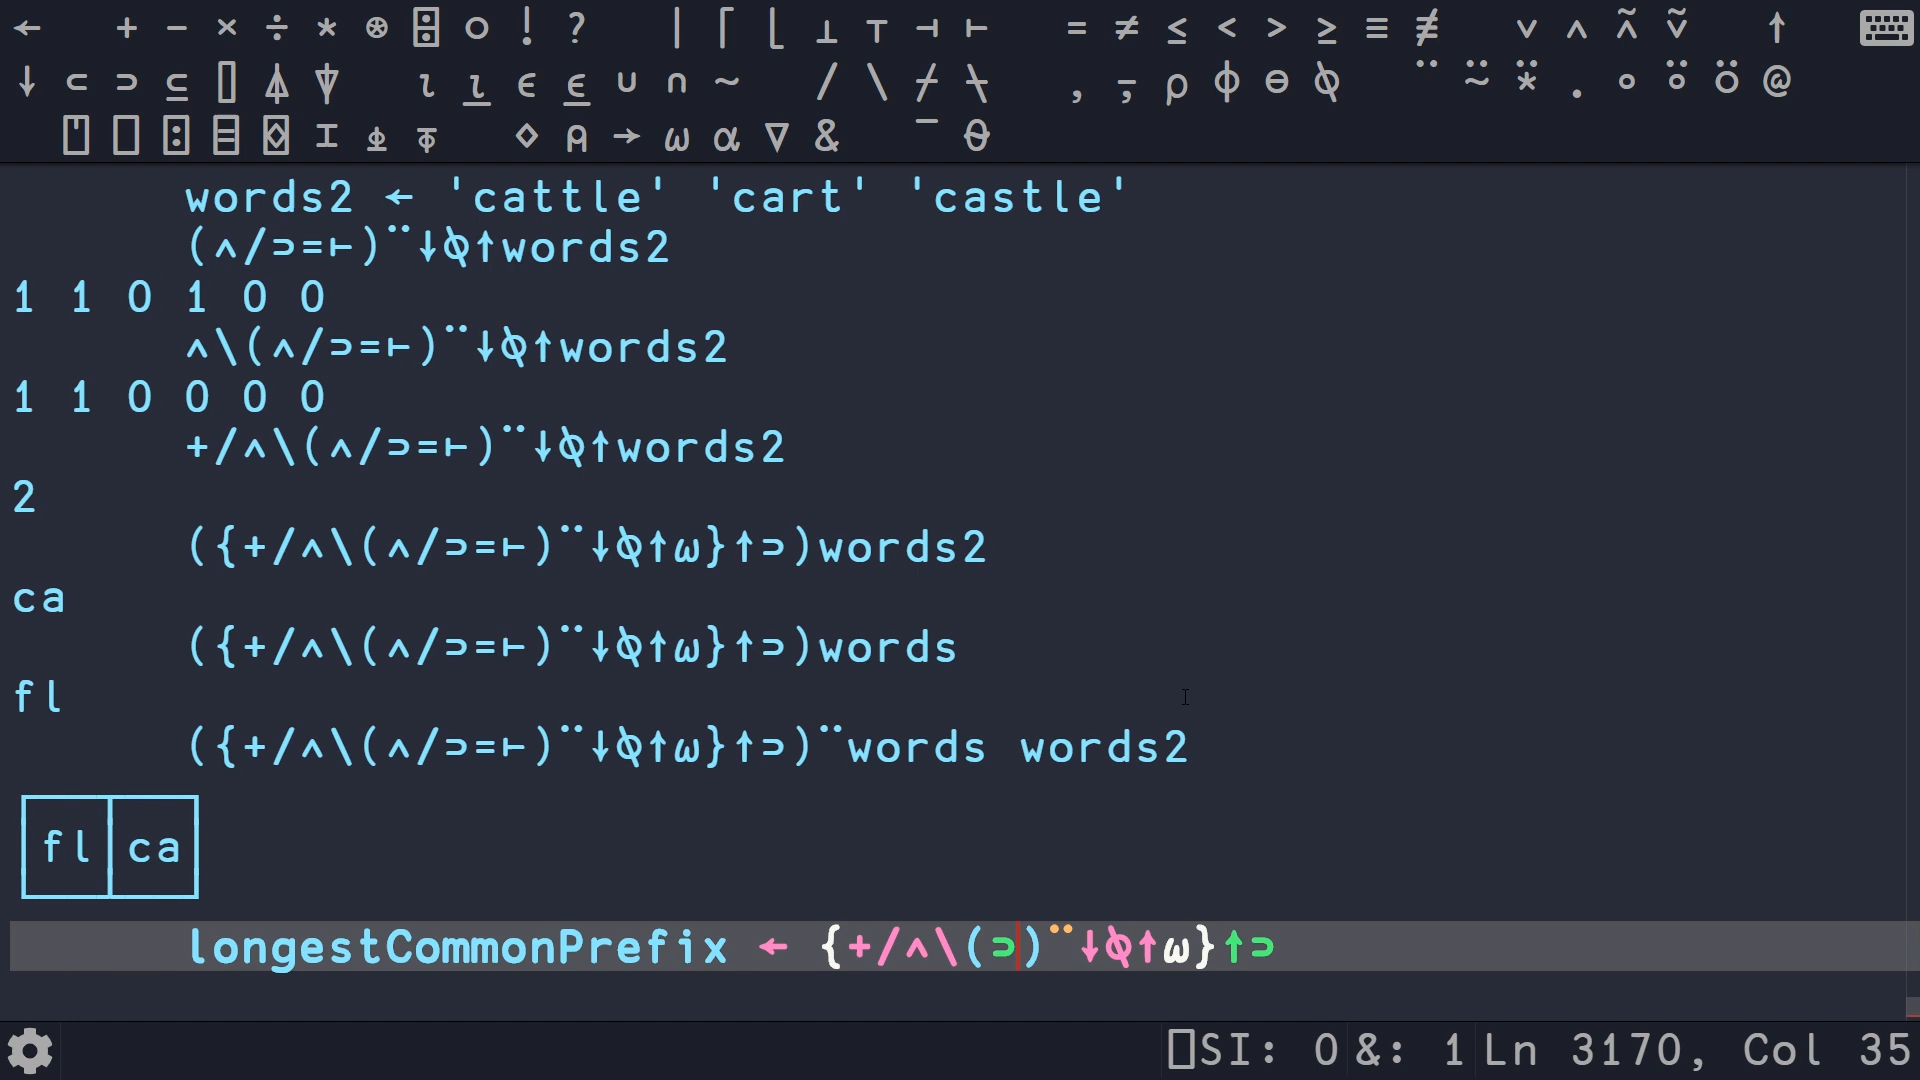 ← + - × ÷ * ⍟ ⌹ ○ ! ? | ⌈ ⌊ ⊥ ⊤ ⊣ ⊢ = ≠ ≤ < > ≥ ≡ ≢ ∨ ∧ ⍲ ⍱ ↑
↓ ⊂ ⊃ ⊆ ⌷ ⍋ ⍒ ⍳ ⍸ ∊ ⍷ ∪ ∩ ~ / \ ⌿ ⍀ , ⍪ ⍴ ⌽ ⊖ ⍉ ¨ ⍨ ⍣ . ∘ ⍤ ⍥ @
⍞ ⎕ ⍠ ⌸ ⌺ ⌶ ⍎ ⍕ ⋄ ⍝ → ⍵ ⍺ ∇ & ¯ ⍬
words2 ← 'cattle' 'cart' 'castle'
(∧/⊃=⊢)¨↓⍉↑words2
1 1 0 1 0 0
∧\(∧/⊃=⊢)¨↓⍉↑words2
1 1 0 0 0 0
+/∧\(∧/⊃=⊢)¨↓⍉↑words2
2
({+/∧\(∧/⊃=⊢)¨↓⍉↑⍵}↑⊃)words2
ca
({+/∧\(∧/⊃=⊢)¨↓⍉↑⍵}↑⊃)words
fl
({+/∧\(∧/⊃=⊢)¨↓⍉↑⍵}↑⊃)¨words words2
fl ca
longestCommonPrefix ← {+/∧\(⊃)¨↓⍉↑⍵}↑⊃
⎕SI: 0 &: 1 Ln 3170, Col 35